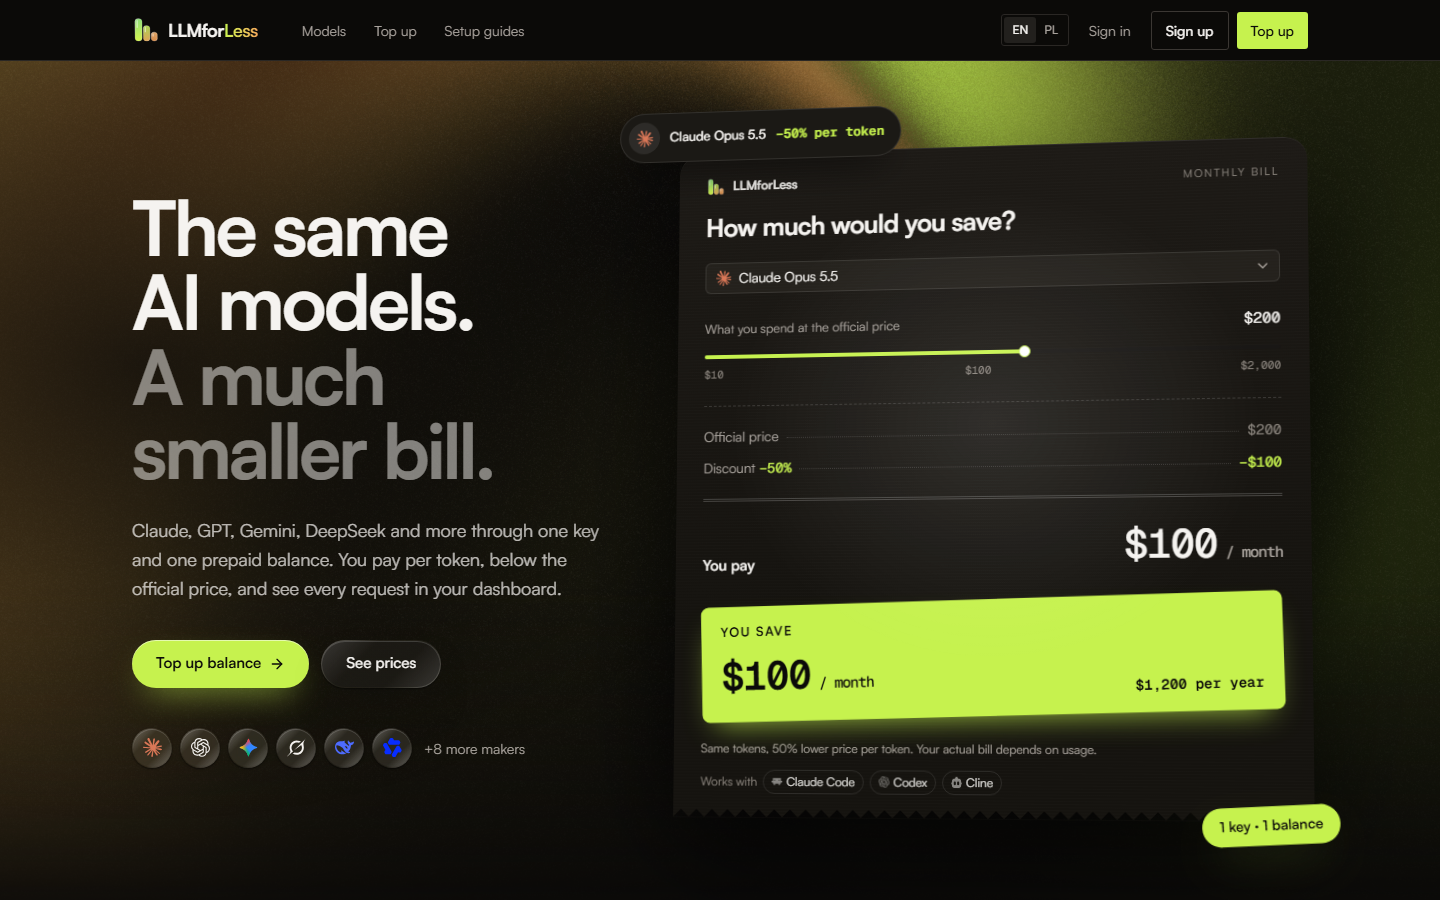 LLMforLess
Models
Top up
Setup guides
EN
PL
Sign in
Sign up
Top up
The same
AI models.
A much
smaller bill.
Claude, GPT, Gemini, DeepSeek and more through one key
and one prepaid balance. You pay per token, below the
official price, and see every request in your dashboard.
Top up balance →
See prices
+8 more makers
Claude Opus 5.5 -50% per token
LLMforLess
MONTHLY BILL
How much would you save?
Claude Opus 5.5
What you spend at the official price
$200
$10
$100
$2,000
Official price
$200
Discount -50%
-$100
You pay
$100 / month
YOU SAVE
$100 / month
$1,200 per year
Same tokens, 50% lower price per token. Your actual bill depends on usage.
Works with
Claude Code
Codex
Cline
1 key · 1 balance